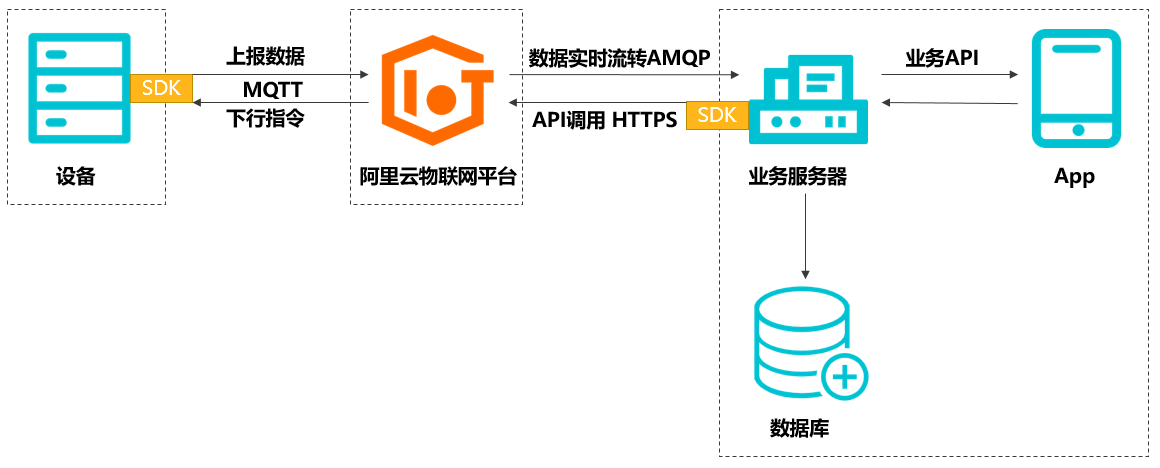 上报数据
SDK
MQTT
下行指令
设备
IOT
阿里云物联网平台
数据实时流转AMQP
API调用 HTTPS
SDK
业务服务器
业务API
App
数据库